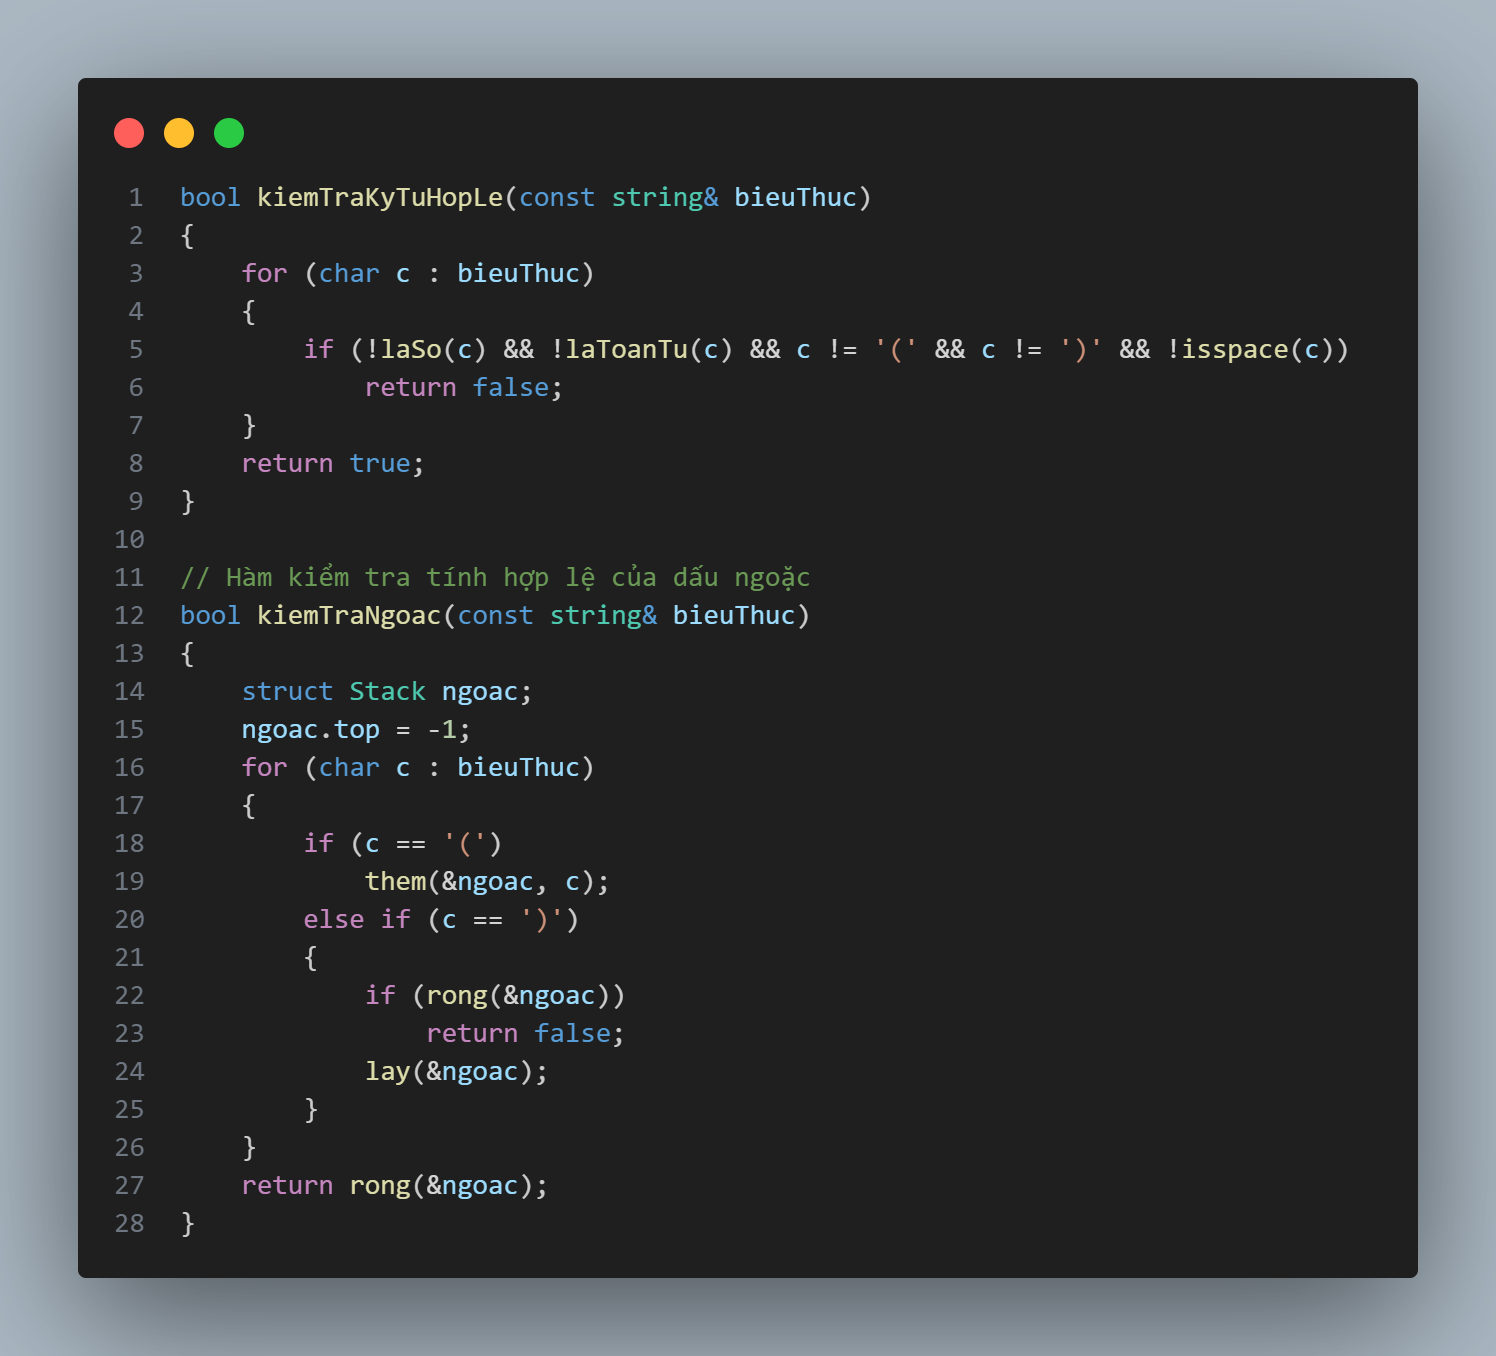 1 bool kiemTraKyTuHopLe(const string& bieuThuc)
2 {
3     for (char c : bieuThuc)
4     {
5         if (!laSo(c) && !laToanTu(c) && c != '(' && c != ')' && !isspace(c))
6             return false;
7     }
8     return true;
9 }
10
11 // Hàm kiểm tra tính hợp lệ của dấu ngoặc
12 bool kiemTraNgoac(const string& bieuThuc)
13 {
14     struct Stack ngoac;
15     ngoac.top = -1;
16     for (char c : bieuThuc)
17     {
18         if (c == '(')
19             them(&ngoac, c);
20         else if (c == ')')
21         {
22             if (rong(&ngoac))
23                 return false;
24             lay(&ngoac);
25         }
26     }
27     return rong(&ngoac);
28 }